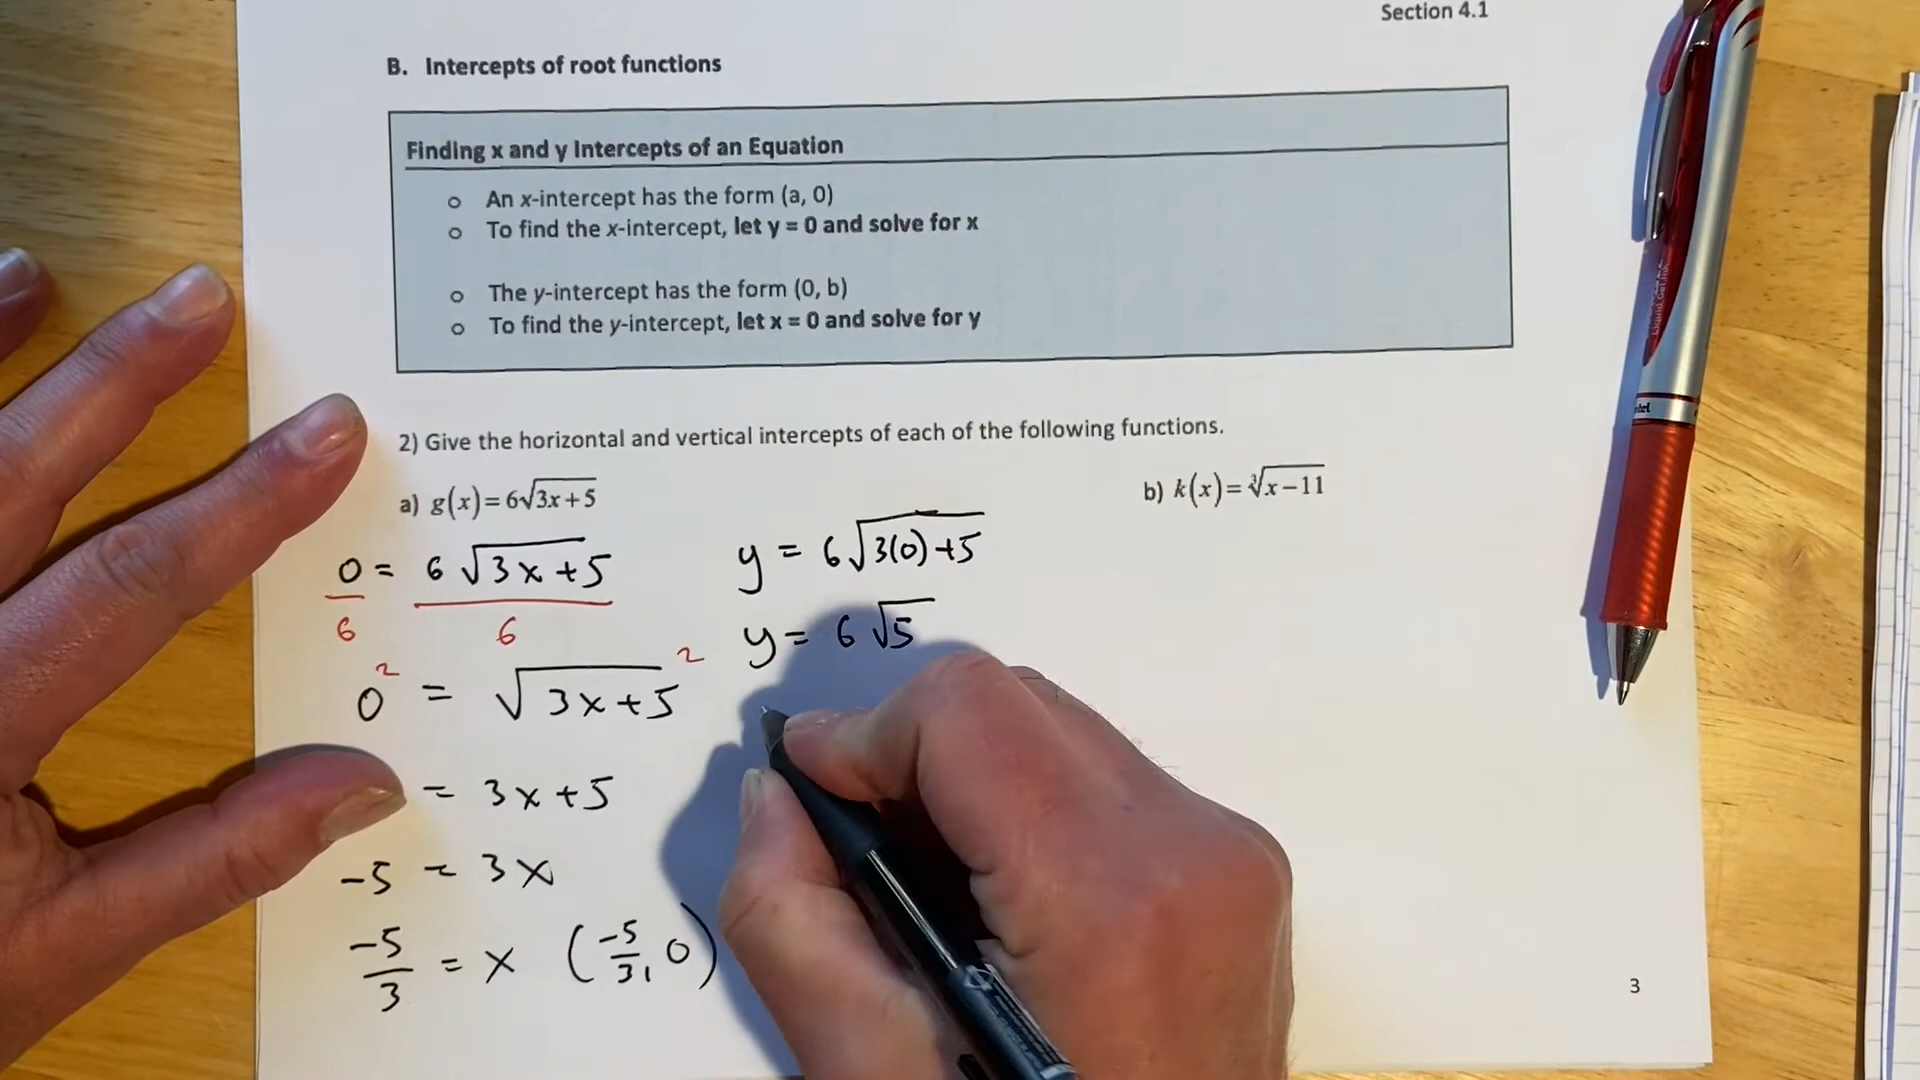 Section 4.1
B. Intercepts of root functions
Finding x and y Intercepts of an Equation
o An x-intercept has the form (a, 0)
o To find the x-intercept, let y = 0 and solve for x
o The y-intercept has the form (0, b)
o To find the y-intercept, let x = 0 and solve for y
2) Give the horizontal and vertical intercepts of each of the following functions.
a) g(x)=6√3x+5
b) k(x)=∛x−11
0 = 6√3x+5
6 6
0² = √3x+5²
= 3x+5
-5 = 3x
-5/3 = x (-5/3, 0)
y = 6√3(0)+5
y = 6√5
3